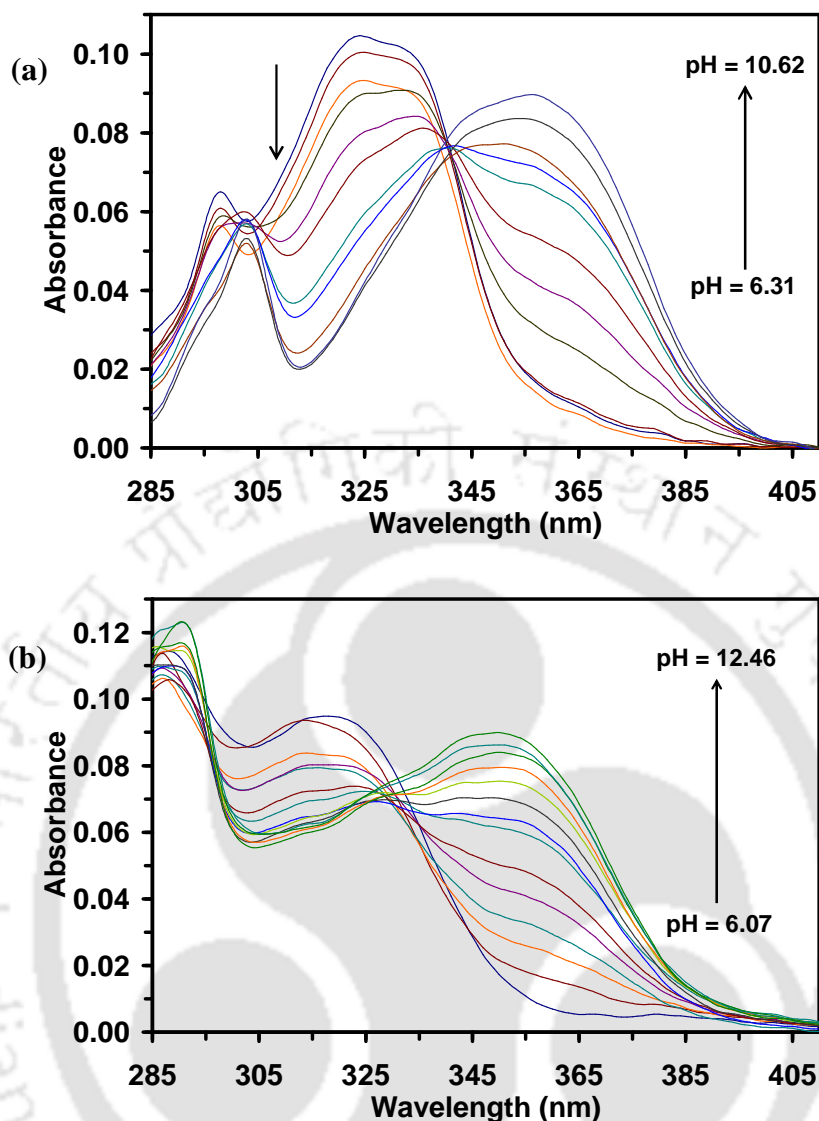 (a)
0.10
0.08
0.06
0.04
0.02
0.00
Absorbance
pH = 10.62
pH = 6.31
285 305 325 345 365 385 405
Wavelength (nm)
(b)
0.12
0.10
0.08
0.06
0.04
0.02
0.00
Absorbance
pH = 12.46
pH = 6.07
285 305 325 345 365 385 405
Wavelength (nm)